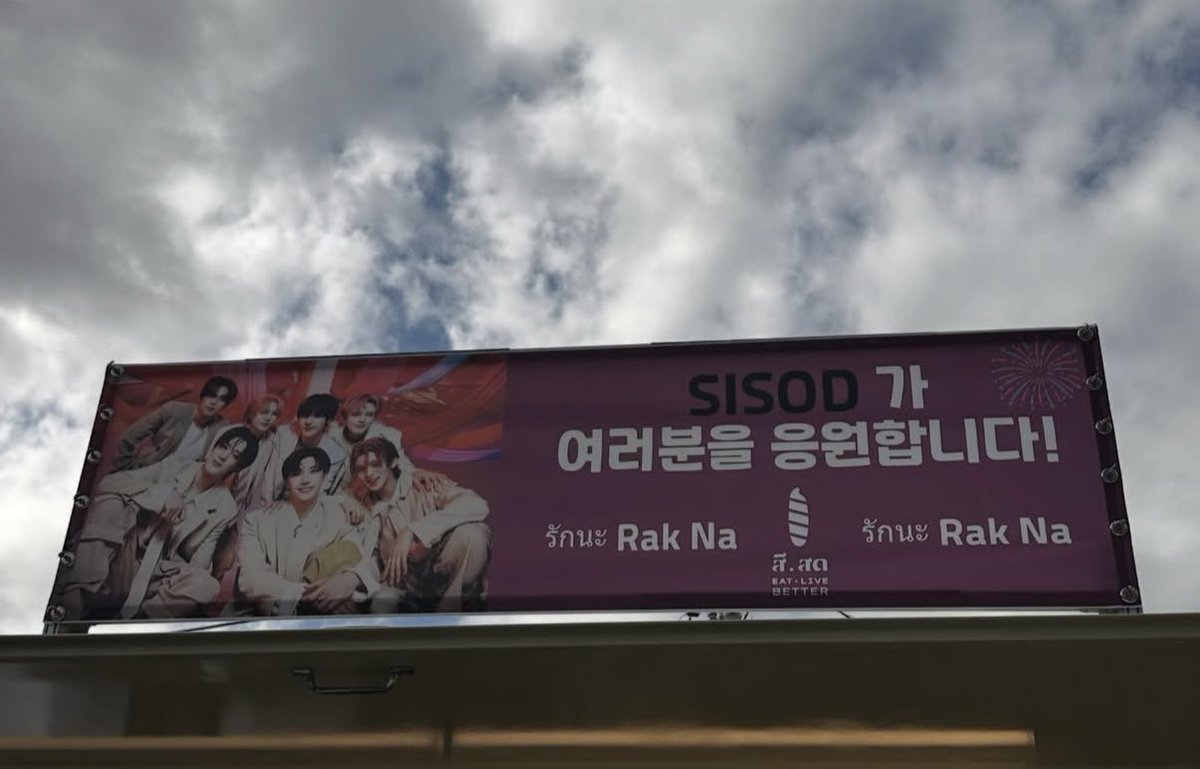 SISOD 가
여러분을 응원합니다!
รักนะ Rak Na
รักนะ Rak Na
สี.สด
EAT·LIVE
BETTER